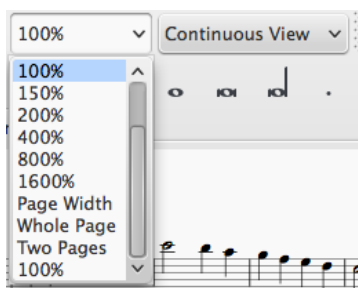 100% Continuous View
100%
150%
200%
400%
800%
1600%
Page Width
Whole Page
Two Pages
100%